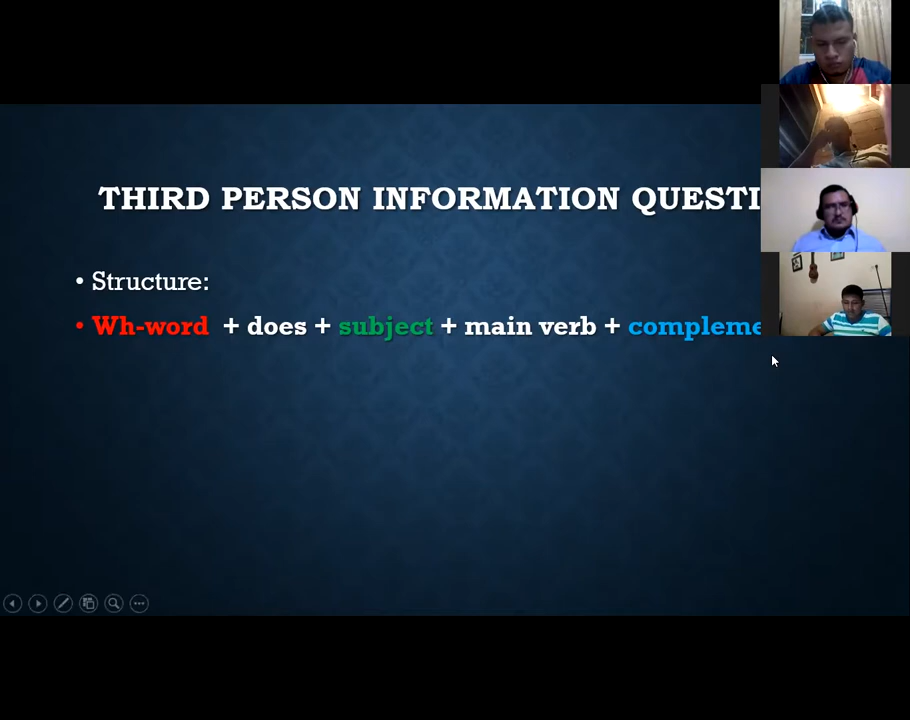 THIRD PERSON INFORMATION QUESTI
• Structure:
• Wh-word + does + subject + main verb + compleme